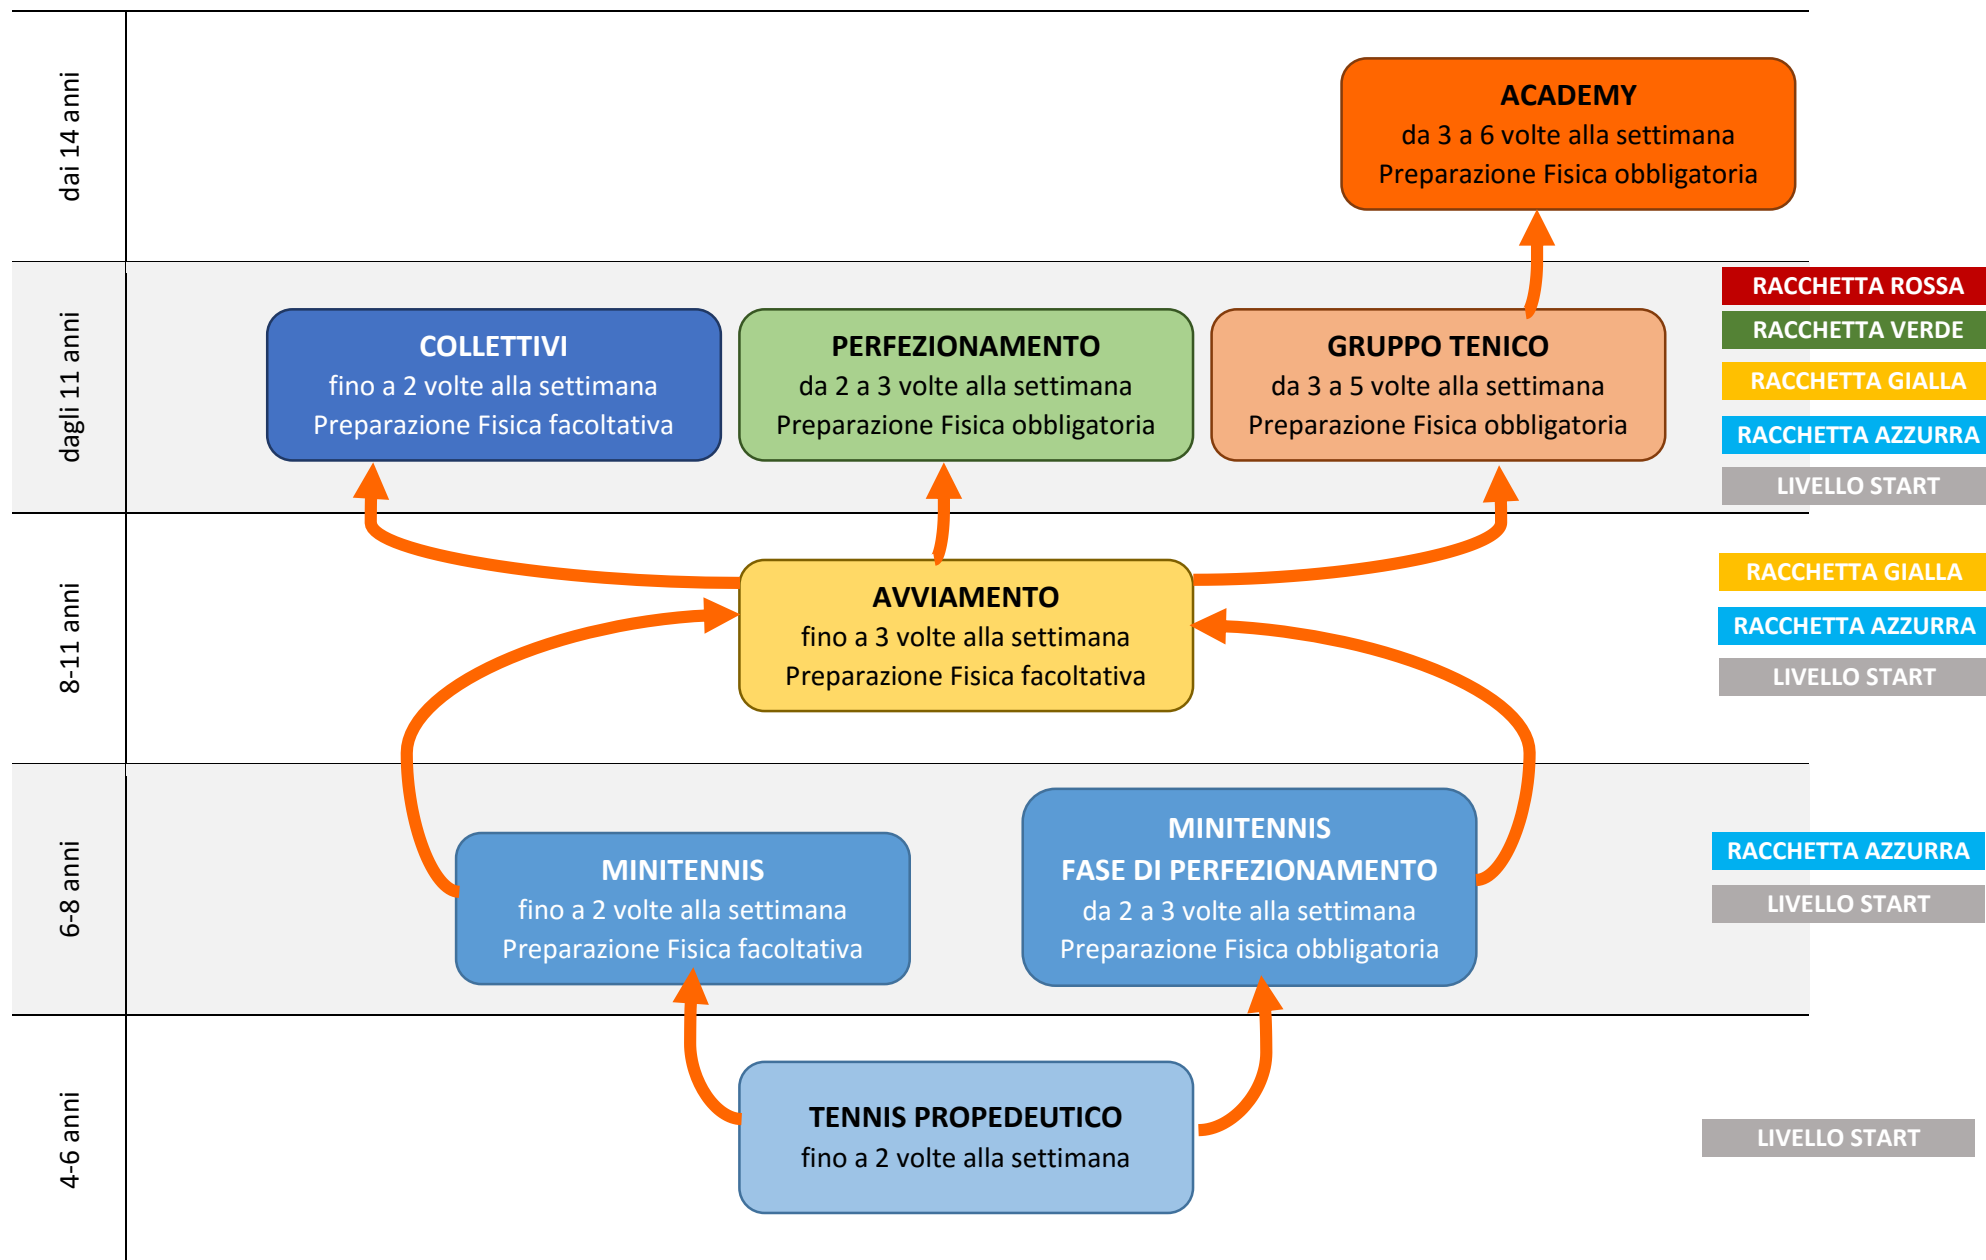 dai 14 anni
ACADEMY
da 3 a 6 volte alla settimana
Preparazione Fisica obbligatoria
dagli 11 anni
COLLETTIVI
fino a 2 volte alla settimana
Preparazione Fisica facoltativa
PERFEZIONAMENTO
da 2 a 3 volte alla settimana
Preparazione Fisica obbligatoria
GRUPPO TENICO
da 3 a 5 volte alla settimana
Preparazione Fisica obbligatoria
RACCHETTA ROSSA
RACCHETTA VERDE
RACCHETTA GIALLA
RACCHETTA AZZURRA
LIVELLO START
8-11 anni
AVVIAMENTO
fino a 3 volte alla settimana
Preparazione Fisica facoltativa
RACCHETTA GIALLA
RACCHETTA AZZURRA
LIVELLO START
6-8 anni
MINITENNIS
fino a 2 volte alla settimana
Preparazione Fisica facoltativa
MINITENNIS
FASE DI PERFEZIONAMENTO
da 2 a 3 volte alla settimana
Preparazione Fisica obbligatoria
RACCHETTA AZZURRA
LIVELLO START
4-6 anni
TENNIS PROPEDEUTICO
fino a 2 volte alla settimana
LIVELLO START